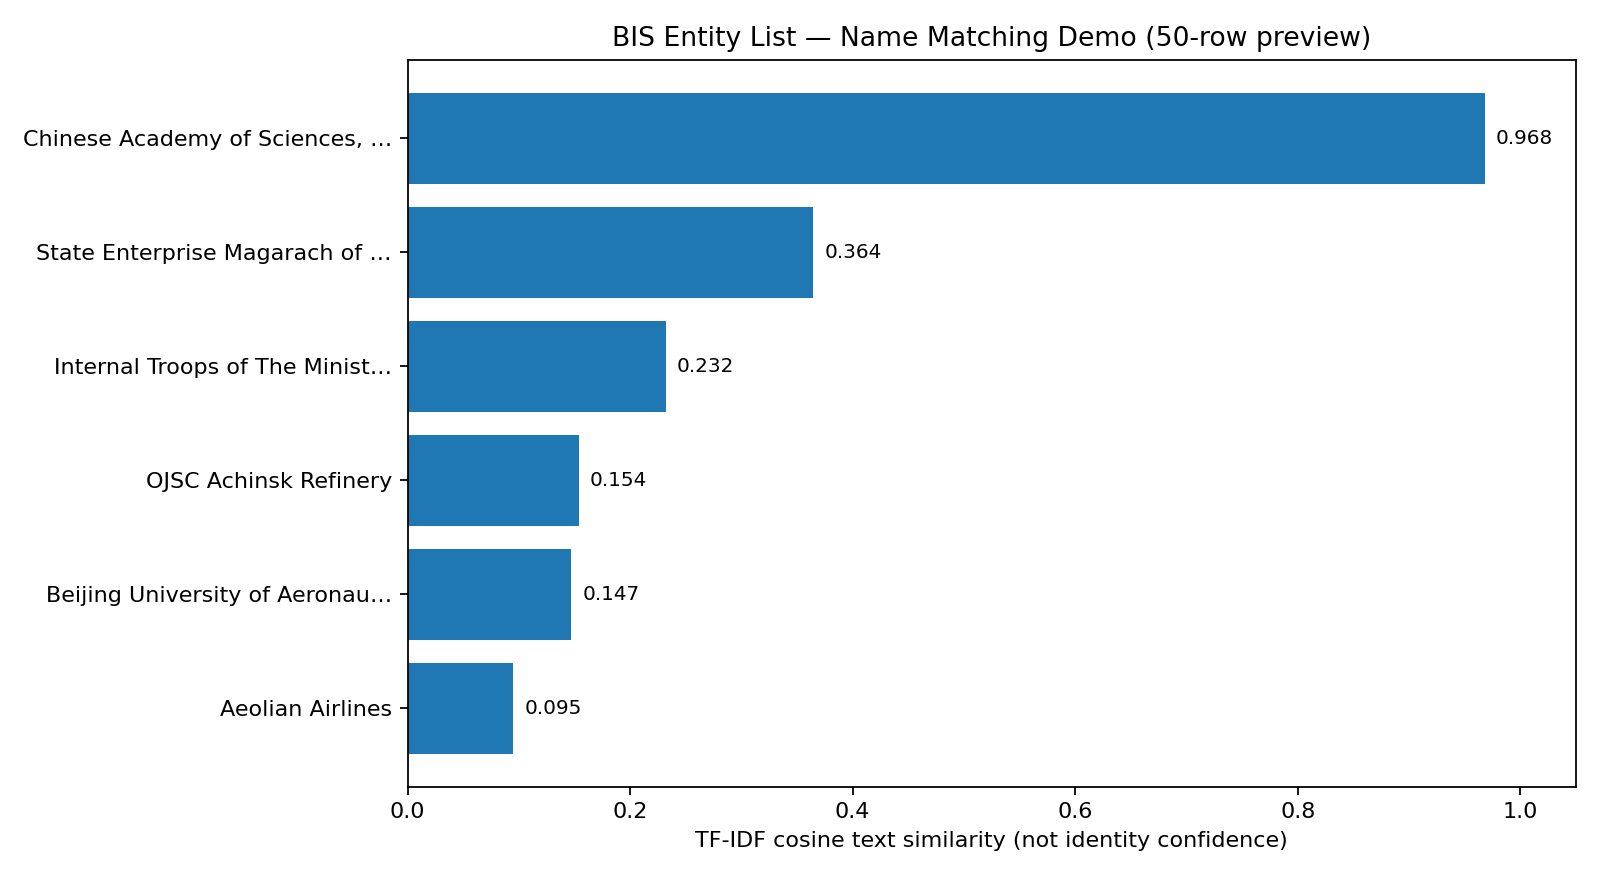 BIS Entity List — Name Matching Demo (50-row preview)
Chinese Academy of Sciences, …
0.968
State Enterprise Magarach of …
0.364
Internal Troops of The Minist…
0.232
OJSC Achinsk Refinery
0.154
Beijing University of Aeronau…
0.147
Aeolian Airlines
0.095
0.0 0.2 0.4 0.6 0.8 1.0
TF-IDF cosine text similarity (not identity confidence)